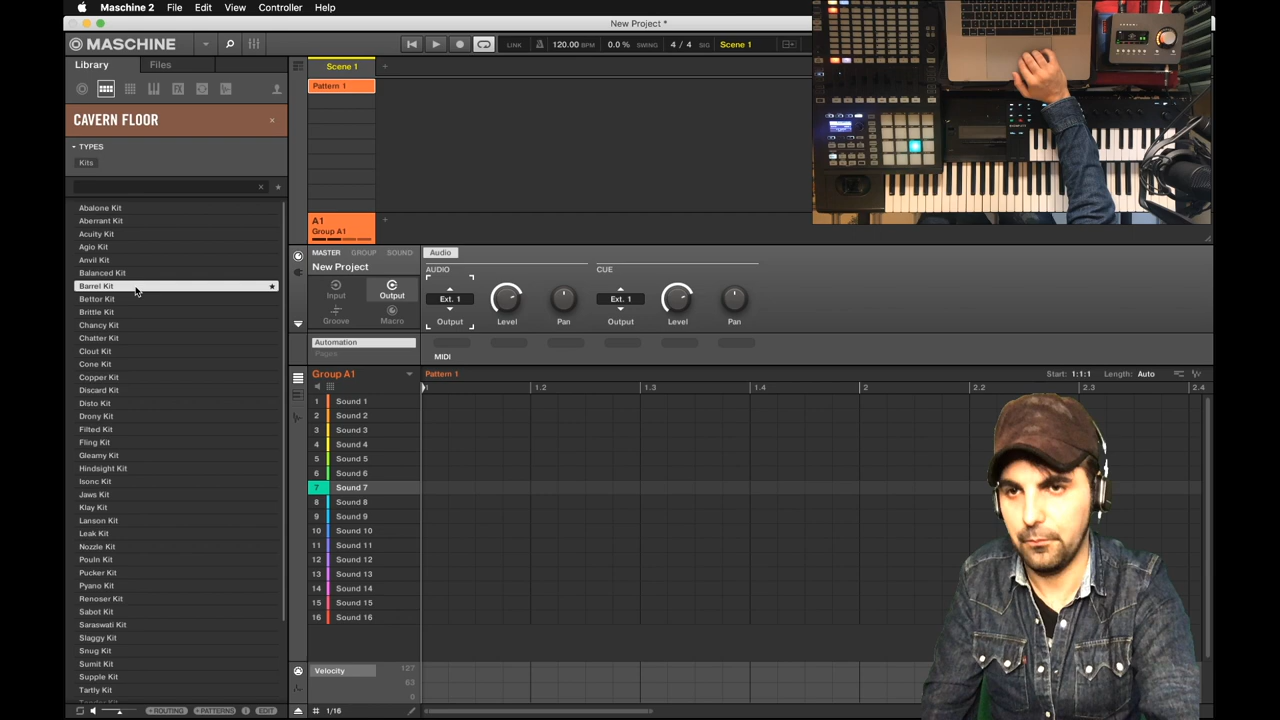 Maschine 2 File Edit View Controller Help
New Project *
MASCHINE
LINK 120.00 BPM 0.0 % SWING 4 / 4 SIG Scene 1
Library Files
CAVERN FLOOR ×
TYPES
Kits
Abalone Kit
Aberrant Kit
Acuity Kit
Agio Kit
Anvil Kit
Balanced Kit
Barrel Kit
Bettor Kit
Brittle Kit
Chancy Kit
Chatter Kit
Clout Kit
Cone Kit
Copper Kit
Discard Kit
Disto Kit
Drony Kit
Filted Kit
Fling Kit
Gleamy Kit
Hindsight Kit
Isonc Kit
Jaws Kit
Klay Kit
Lanson Kit
Leak Kit
Nozzle Kit
Pouln Kit
Pucker Kit
Pyano Kit
Renoser Kit
Sabot Kit
Saraswati Kit
Slaggy Kit
Snug Kit
Sumit Kit
Supple Kit
Tartly Kit
+ROUTING +PATTERNS EDIT
Scene 1 +
Pattern 1
A1 +
Group A1
MASTER GROUP SOUND Audio
New Project
AUDIO CUE
Input Output
Ext. 1 Ext. 1
Groove Macro
Output Level Pan Output Level Pan
Automation
Pages
MIDI
Group A1 Pattern 1 Start: 1:1:1 Length: Auto
1 1.2 1.3 1.4 2 2.2 2.3 2.4
1 Sound 1
2 Sound 2
3 Sound 3
4 Sound 4
5 Sound 5
6 Sound 6
7 Sound 7
8 Sound 8
9 Sound 9
10 Sound 10
11 Sound 11
12 Sound 12
13 Sound 13
14 Sound 14
15 Sound 15
16 Sound 16
Velocity 127
63
0
1/16